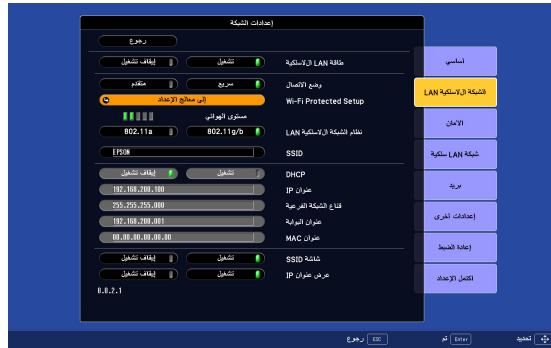 إعدادات الشبكة
رجوع
طاقة LAN اللاسلكية تشغيل إيقاف تشغيل
وضع الاتصال سريع متقدم
Wi-Fi Protected Setup إلى معالج الإعداد
مستوى الهوائي
نظام الشبكة اللاسلكية LAN 802.11g/b 802.11a
SSID EPSON
DHCP تشغيل إيقاف تشغيل
عنوان IP 192.168.200.100
قناع الشبكة الفرعية 255.255.255.000
عنوان البوابة 192.168.200.001
عنوان MAC 00.00.00.00.00.00
شاشة SSID تشغيل إيقاف تشغيل
عرض عنوان IP تشغيل إيقاف تشغيل
0.0.2.1
أساسي
الشبكة اللاسلكية LAN
الأمان
شبكة LAN سلكية
بريد
إعدادات أخرى
إعادة الضبط
اكتمل الإعداد
تحديد Enter تم ESC رجوع